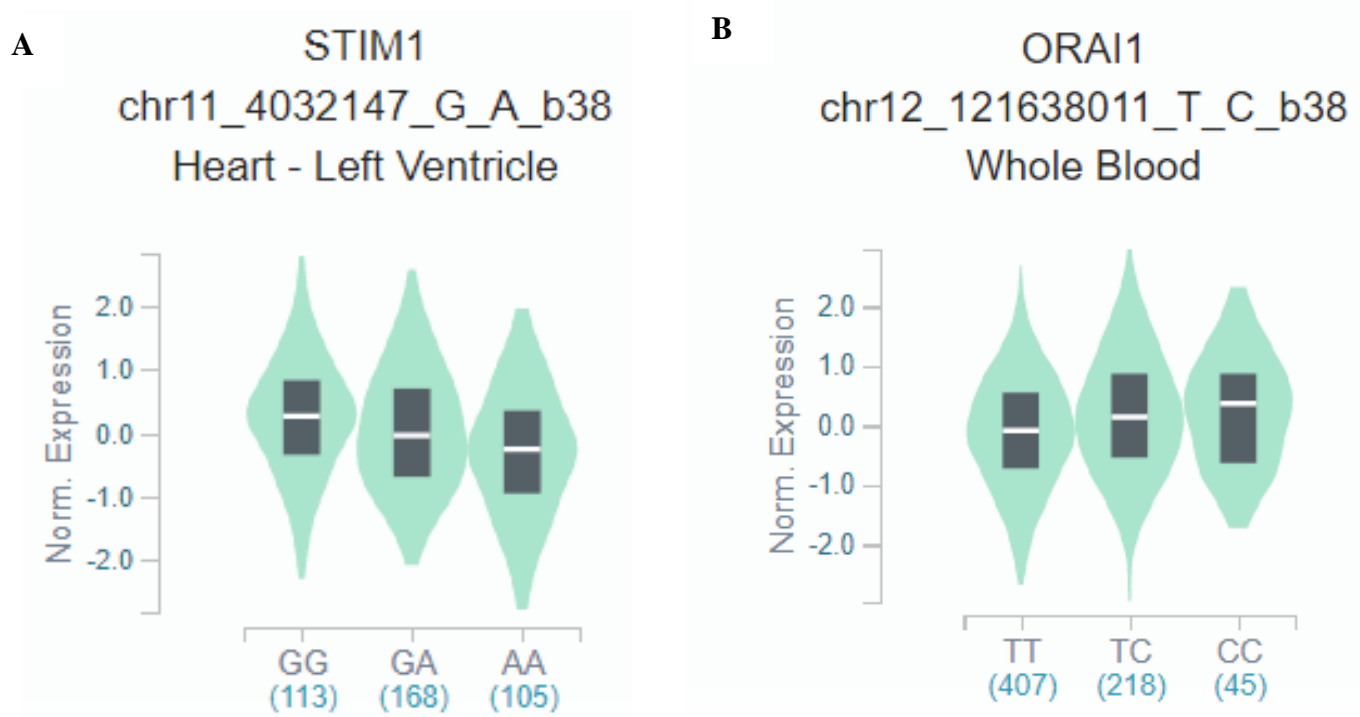 A
STIM1
chr11_4032147_G_A_b38
Heart - Left Ventricle
Norm. Expression
2.0
1.0
0.0
-1.0
-2.0
GG GA AA
(113) (168) (105)
B
ORAI1
chr12_121638011_T_C_b38
Whole Blood
Norm. Expression
2.0
1.0
0.0
-1.0
-2.0
TT TC CC
(407) (218) (45)